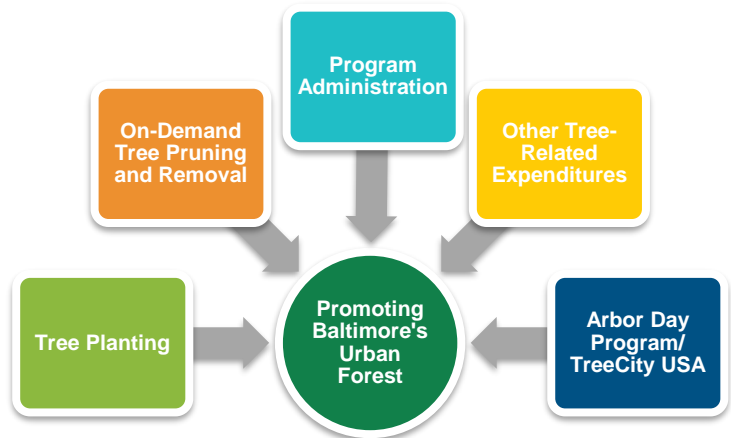 Program
Administration
On-Demand
Tree Pruning
and Removal
Other Tree-
Related
Expenditures
Tree Planting
Promoting
Baltimore's
Urban
Forest
Arbor Day
Program/
TreeCity USA